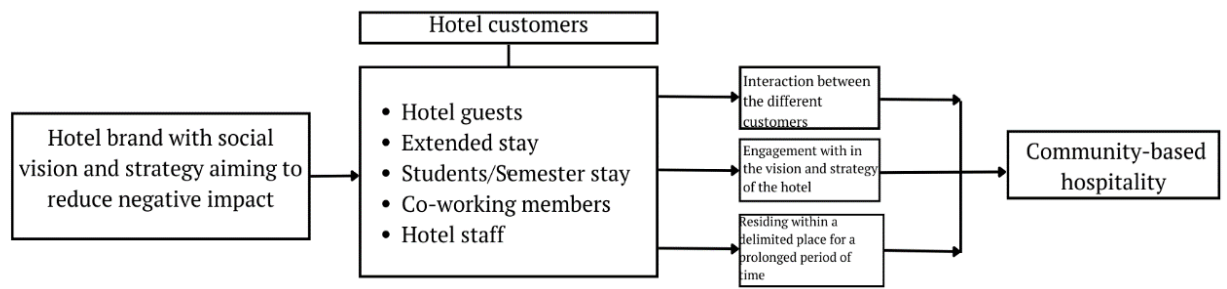 Hotel customers
Hotel brand with social
vision and strategy aiming to
reduce negative impact
• Hotel guests
• Extended stay
• Students/Semester stay
• Co-working members
• Hotel staff
Interaction between
the different
customers
Engagement with in
the vision and strategy
of the hotel
Residing within a
delimited place for a
prolonged period of
time
Community-based
hospitality